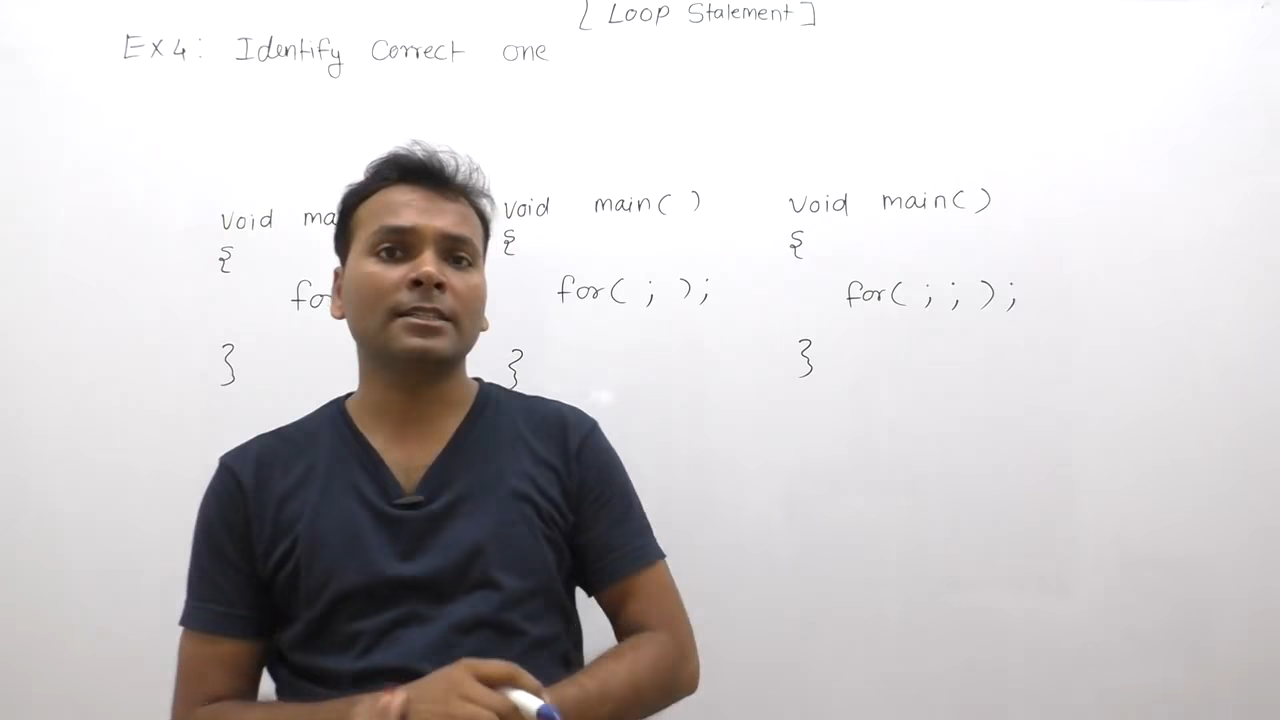 [ Loop Statement ]
Ex 4: Identify Correct one
void ma
{
for
}
void main( )
{
for( ; );
}
void main( )
{
for( ; ; );
}